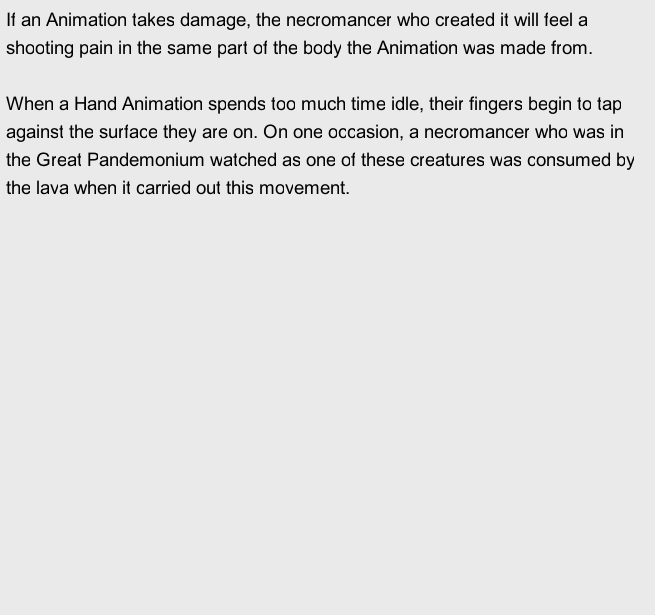 If an Animation takes damage, the necromancer who created it will feel a
shooting pain in the same part of the body the Animation was made from.
When a Hand Animation spends too much time idle, their fingers begin to tap
against the surface they are on. On one occasion, a necromancer who was in
the Great Pandemonium watched as one of these creatures was consumed by
the lava when it carried out this movement.